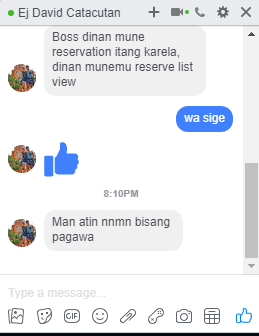 Ej David Catacutan
Boss dinan mune
reservation itang karela,
dinan munemu reserve list
view
wa sige
8:10PM
Man atin nnmn bisang
pagawa
Type a message...
GIF